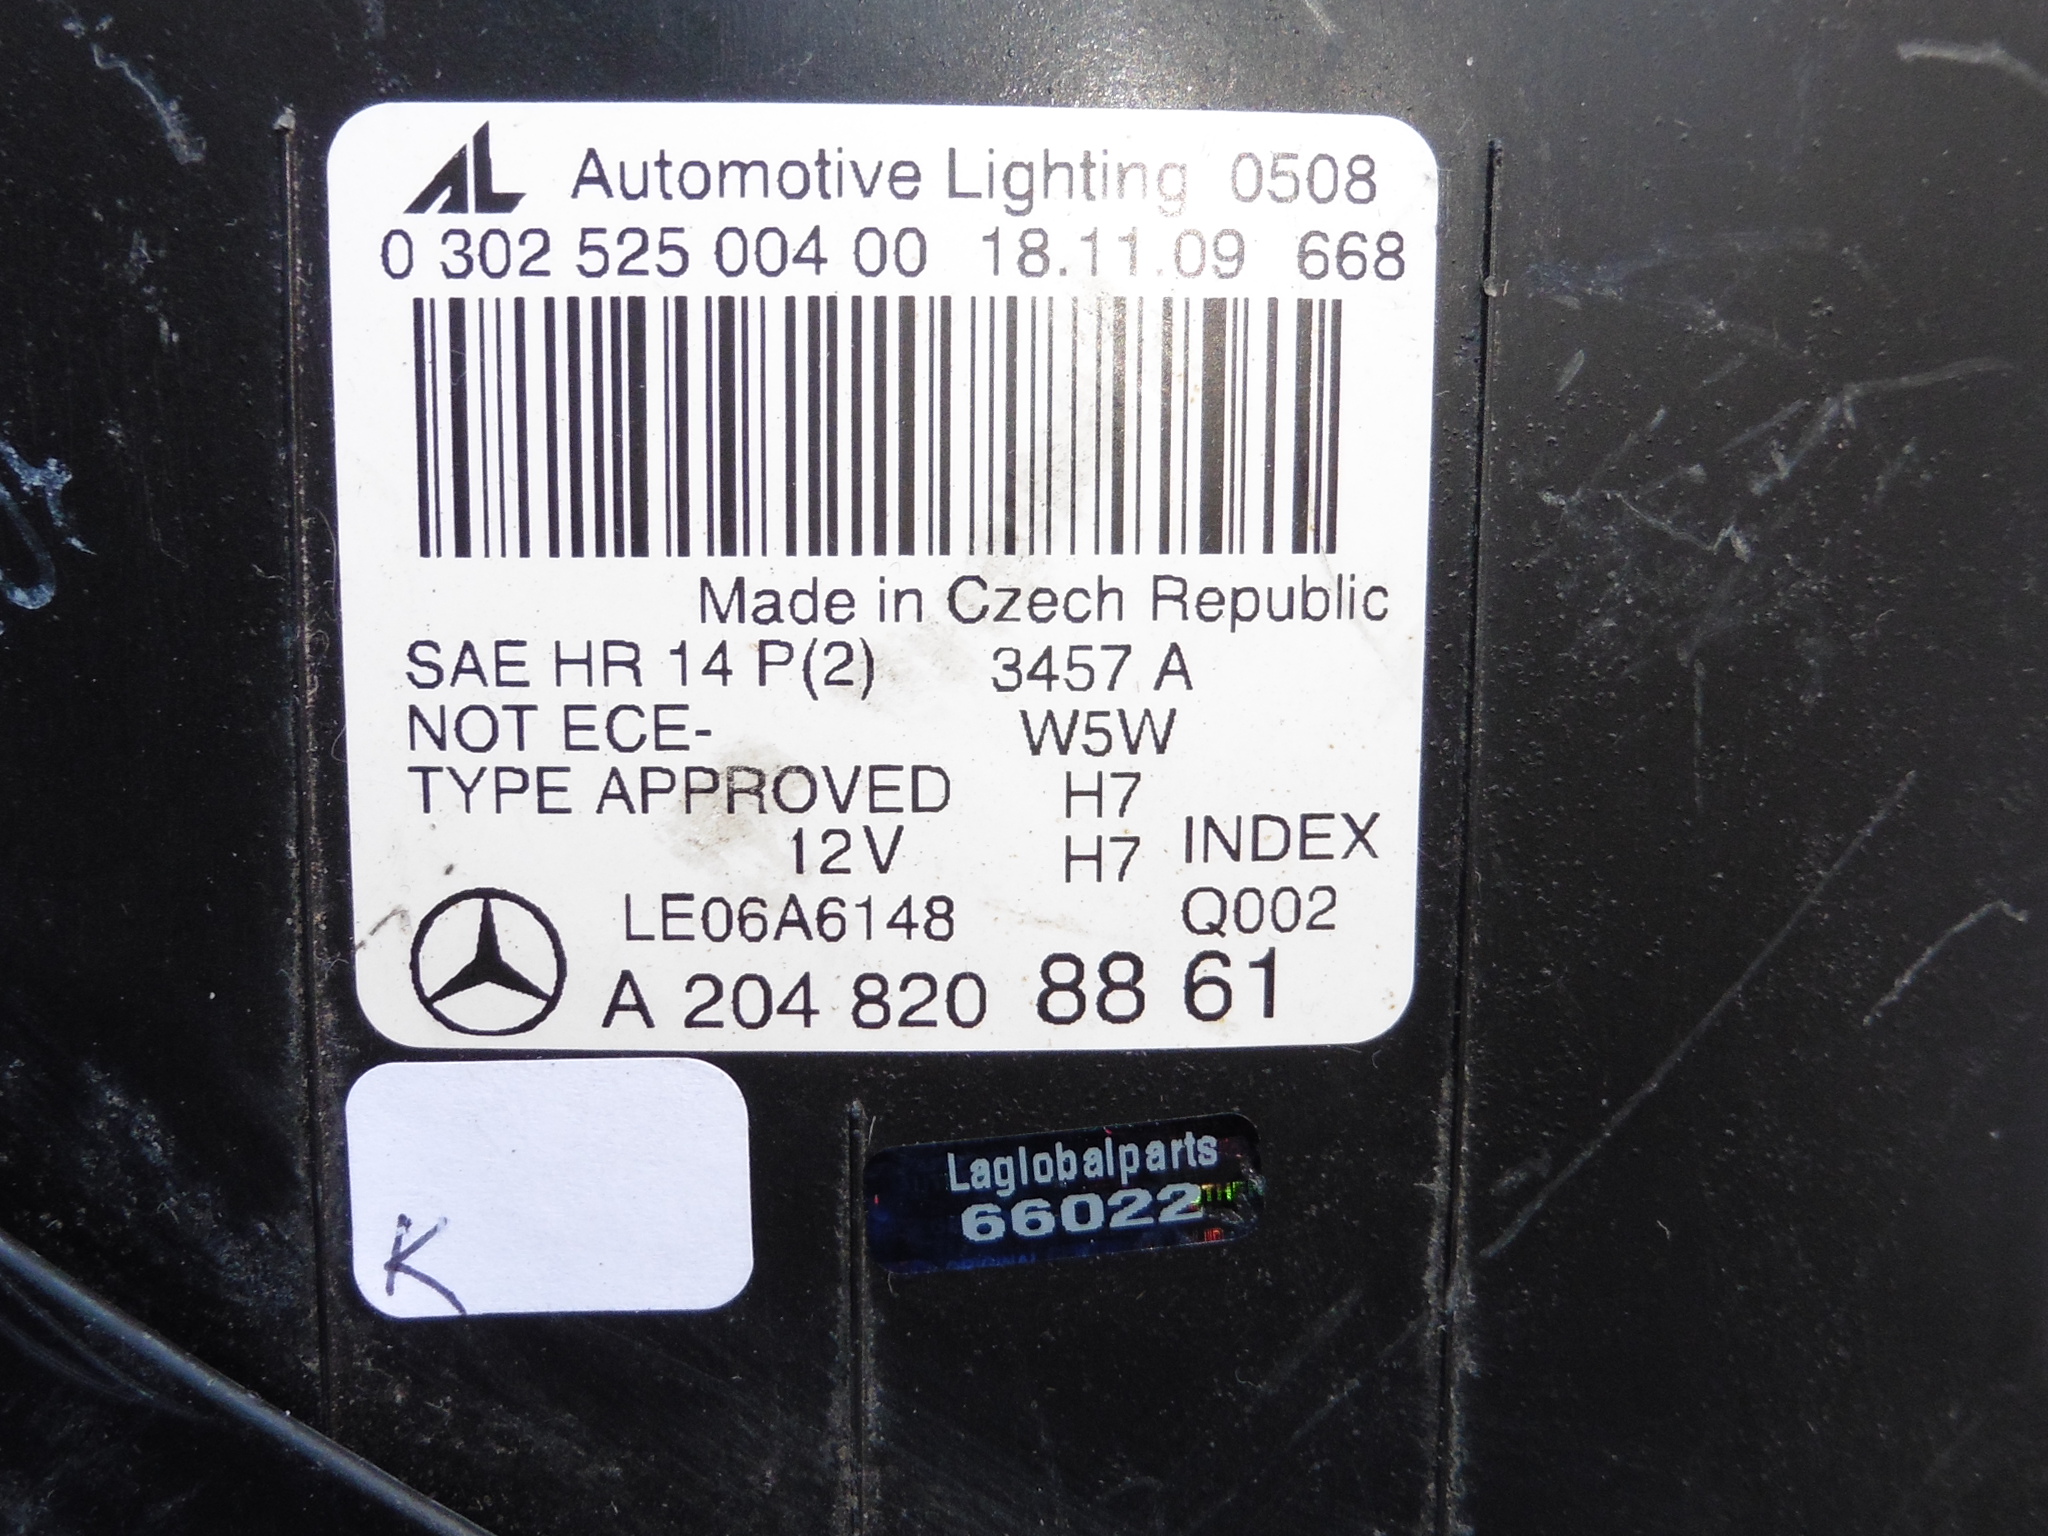 AL Automotive Lighting 0508
0 302 525 004 00 18.11.09 668
Made in Czech Republic
SAE HR 14 P(2) 3457 A
NOT ECE- W5W
TYPE APPROVED H7
12V H7 INDEX
LE06A6148 Q002
A 204 820 88 61
K
Laglobalparts
66022